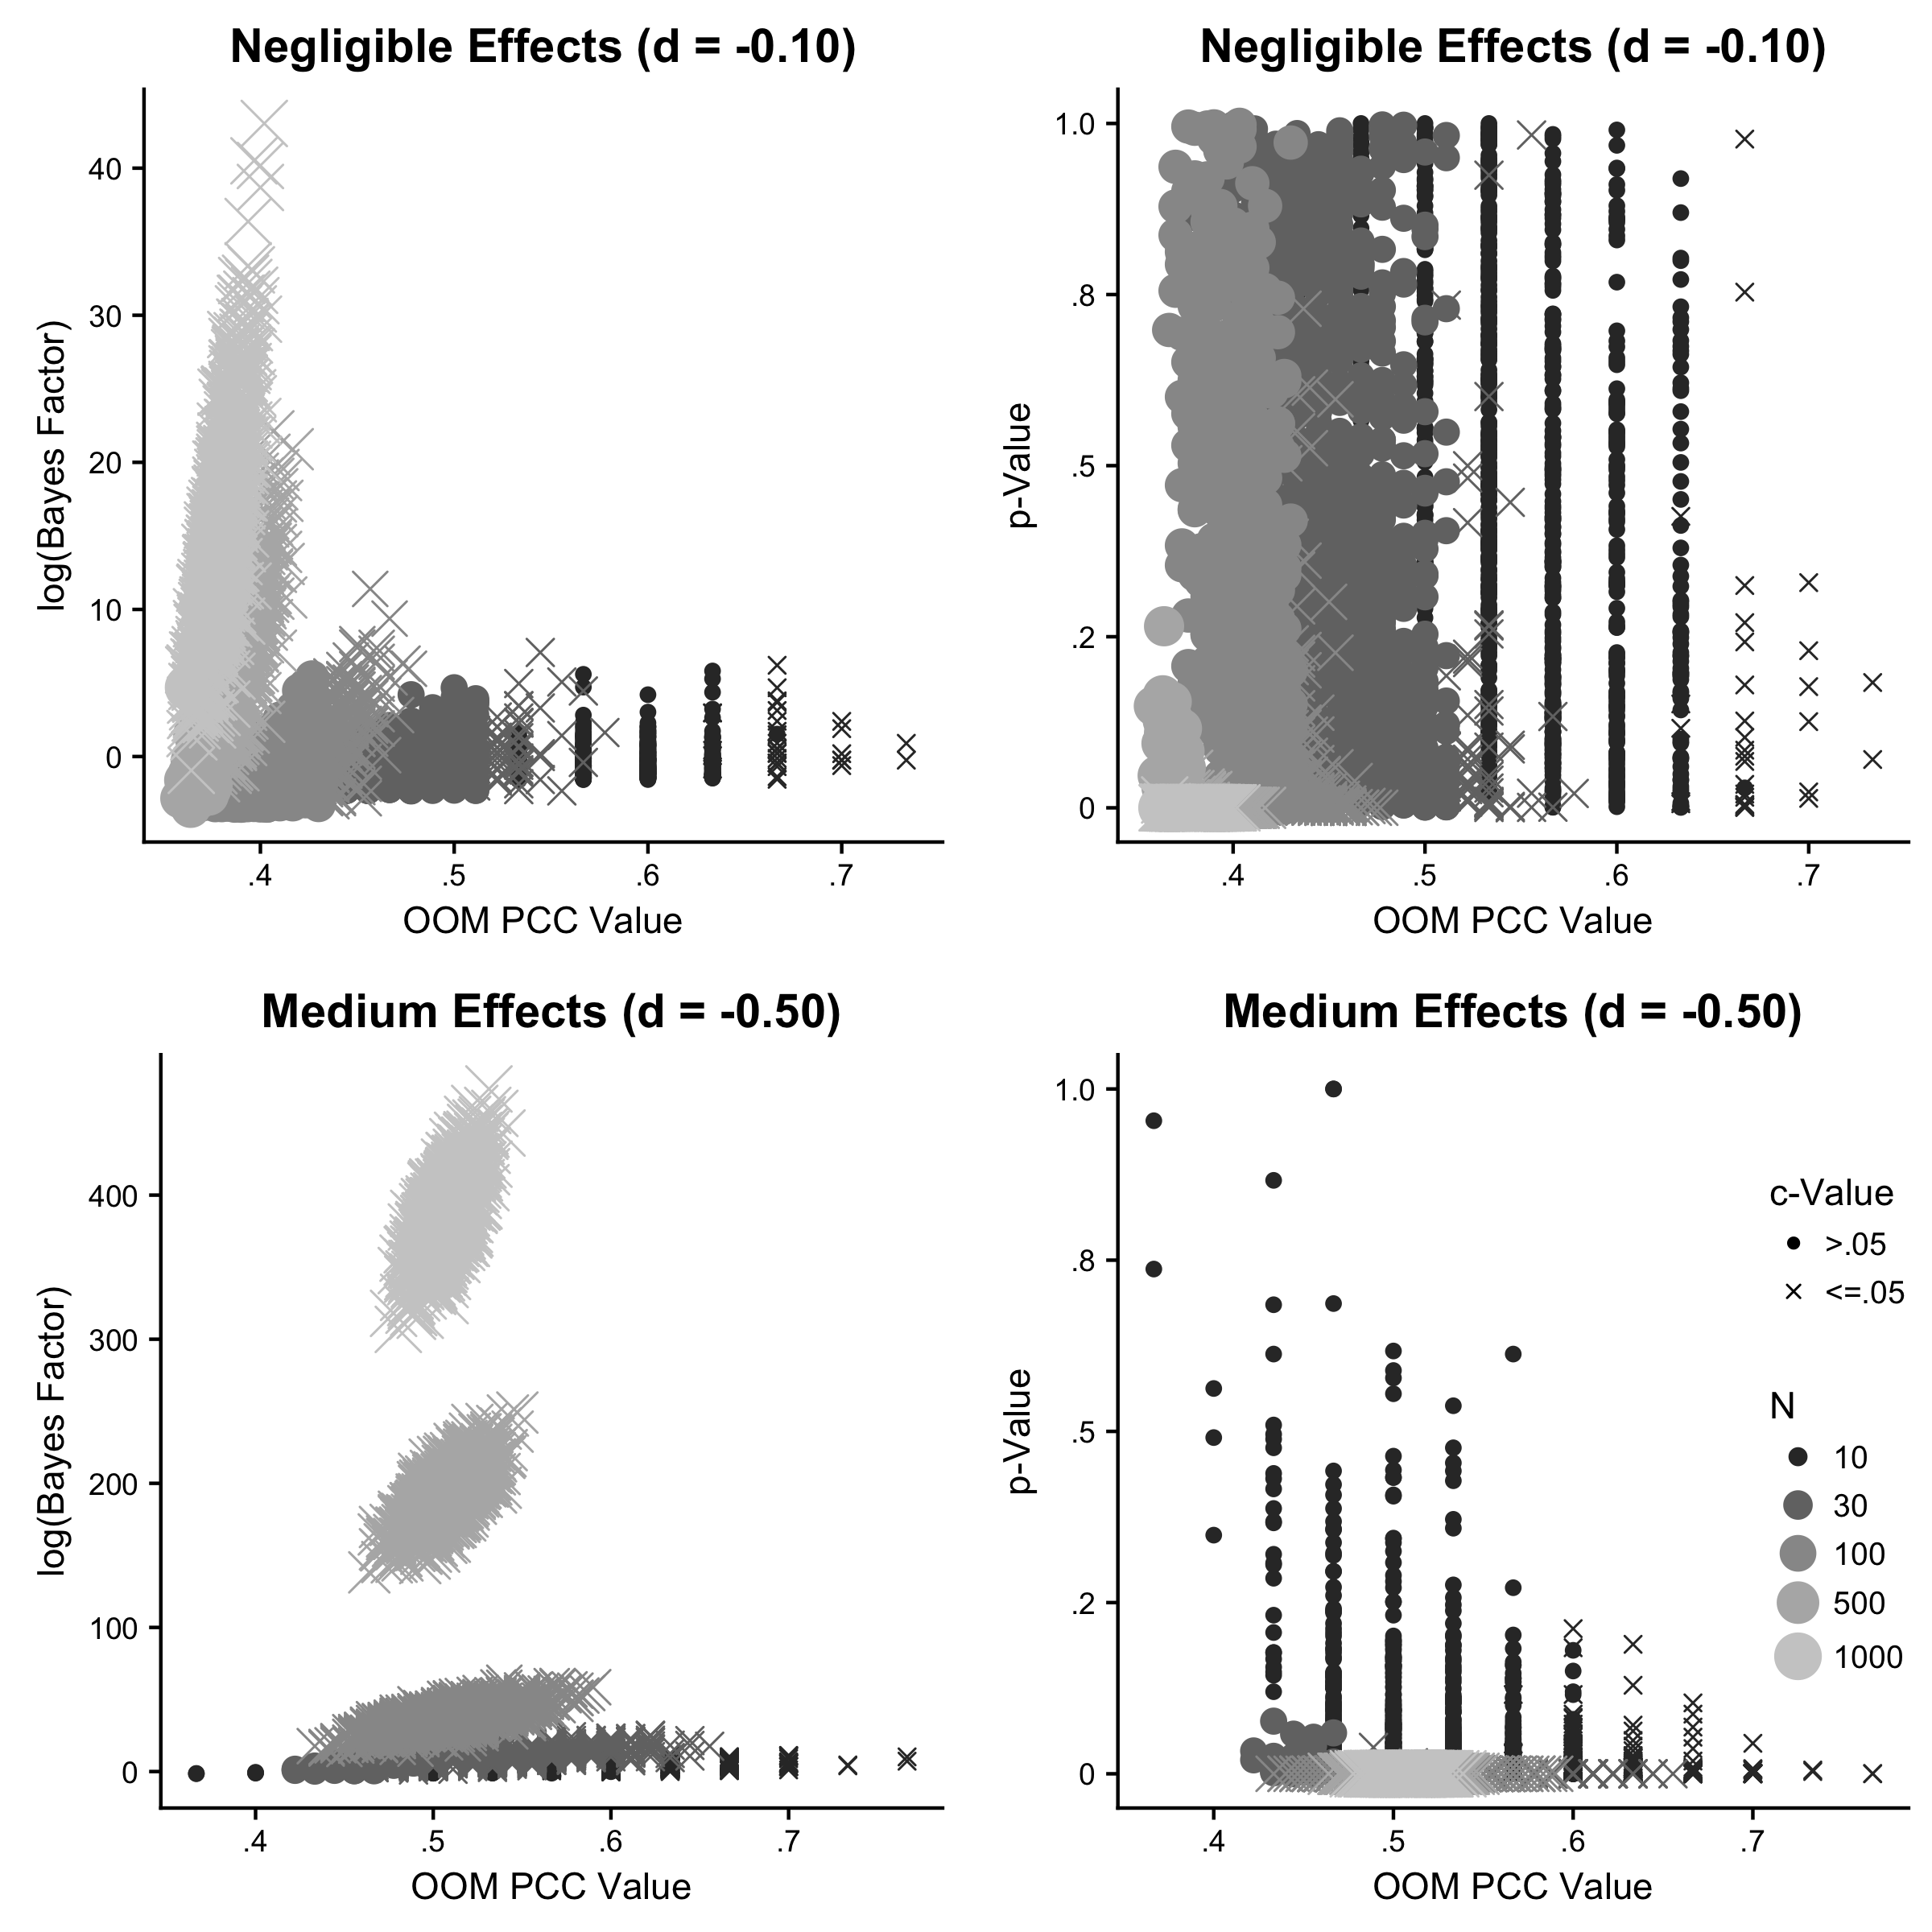 Negligible Effects (d = -0.10)
log(Bayes Factor)
40
30
20
10
0
.4 .5 .6 .7
OOM PCC Value
Negligible Effects (d = -0.10)
p-Value
1.0
.8
.5
.2
0
.4 .5 .6 .7
OOM PCC Value
Medium Effects (d = -0.50)
log(Bayes Factor)
400
300
200
100
0
.4 .5 .6 .7
OOM PCC Value
Medium Effects (d = -0.50)
p-Value
1.0
.8
.5
.2
0
.4 .5 .6 .7
OOM PCC Value
c-Value
>.05
<=.05
N
10
30
100
500
1000